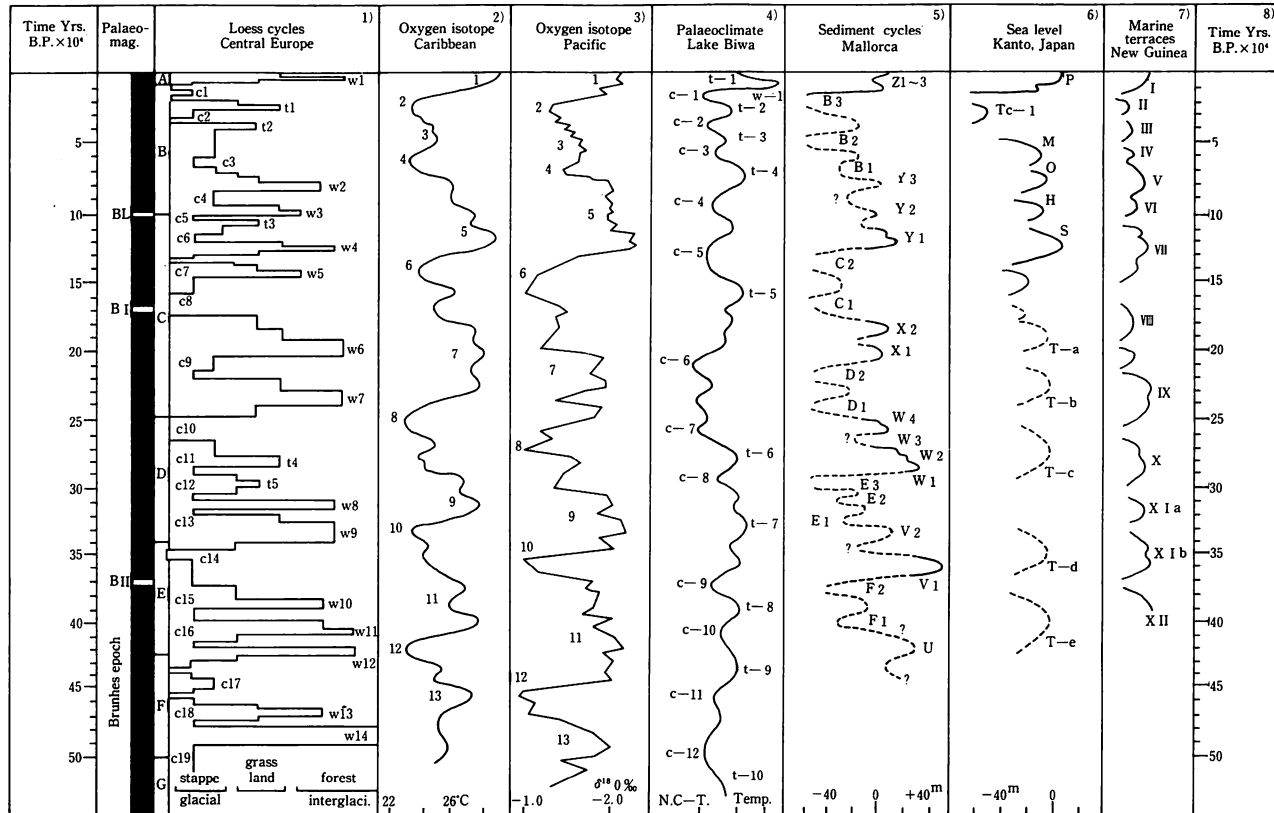 Time Yrs.
B.P.×10⁴
Palaeo-
mag.
1)
Loess cycles
Central Europe
2)
Oxygen isotope
Caribbean
3)
Oxygen isotope
Pacific
4)
Palaeoclimate
Lake Biwa
5)
Sediment cycles
Mallorca
6)
Sea level
Kanto, Japan
7)
Marine
terraces
New Guinea
8)
Time Yrs.
B.P.×10⁴
5
10
15
20
25
30
35
40
45
50
BL
B I
B II
Brunhes epoch
A
B
C
D
E
F
G
w1
c1
t1
c2
t2
c3
w2
c4
w3
c5
t3
c6
w4
c7
w5
c8
w6
c9
w7
c10
c11
t4
c12
t5
w8
c13
w9
c14
c15
w10
c16
w11
w12
c17
c18
w13
w14
c19
stappe
grass
land
forest
glacial
interglaci.
1
2
3
4
5
6
7
8
9
10
11
12
13
22
26°C
1
2
3
4
5
6
7
8
9
10
11
12
13
δ¹⁸ 0 ‰
−1.0
−2.0
t−1
w−1
c−1
t−2
c−2
t−3
c−3
t−4
c−4
c−5
t−5
c−6
c−7
t−6
c−8
t−7
c−9
t−8
c−10
t−9
c−11
c−12
t−10
N.C−T.
Temp.
Z1~3
B 3
B 2
B 1
Y 3
?
Y 2
Y 1
C 2
C 1
X 2
X 1
D 2
D 1
W 4
?
W 3
W 2
W 1
E 3
E 2
E 1
V 2
?
V 1
F 2
F 1
?
U
?
−40
0
+40ᵐ
P
Tc−1
M
O
H
S
T−a
T−b
T−c
T−d
T−e
−40ᵐ
0
I
II
III
IV
V
VI
VII
VIII
IX
X
X I a
X I b
X II
5
10
15
20
25
30
35
40
45
50